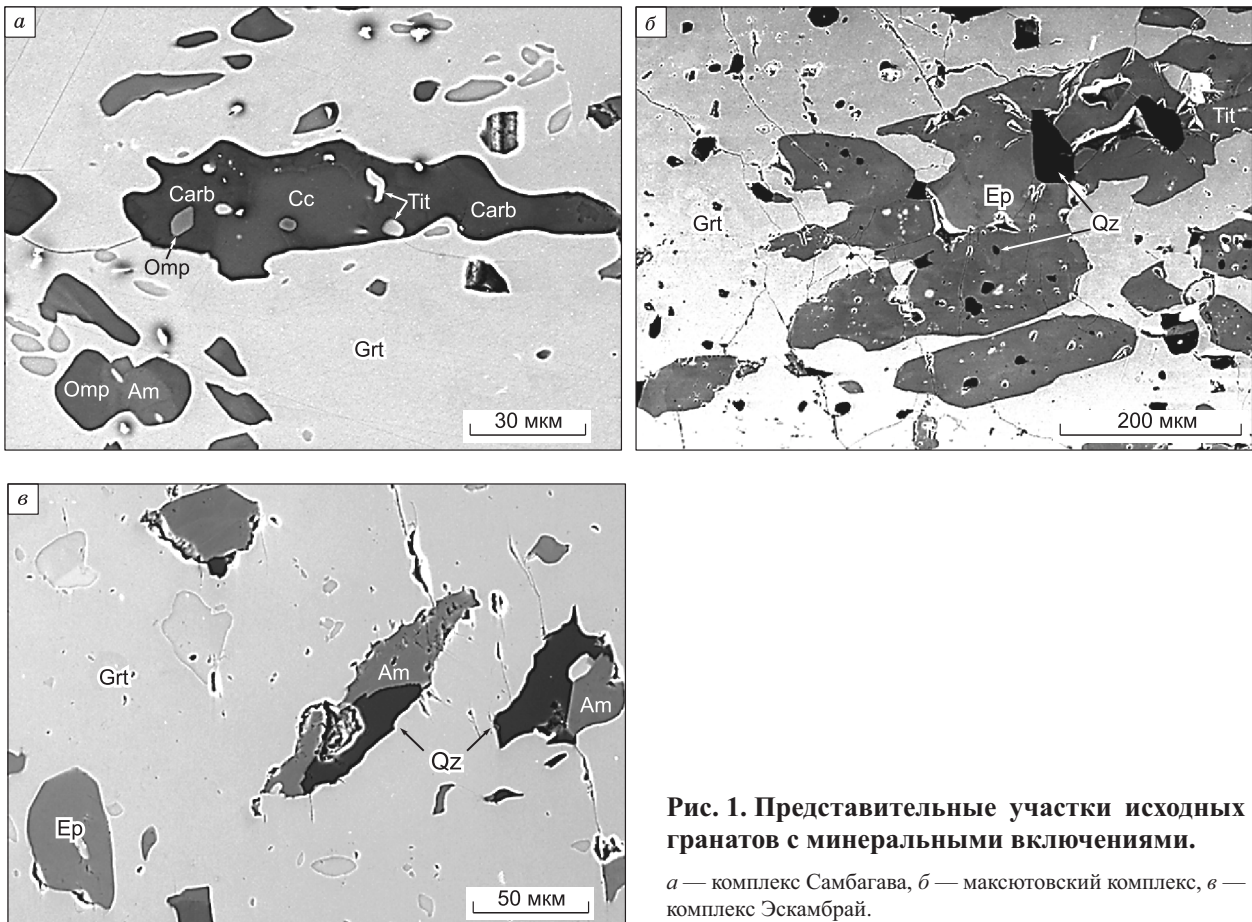 а
Carb
Cc
Tit
Carb
Omp
Grt
Omp
Am
30 мкм
б
Tit
Ep
Grt
Qz
200 мкм
в
Am
Grt
Am
Qz
Ep
50 мкм
Рис. 1. Представительные участки исходных
гранатов с минеральными включениями.
а — комплекс Самбагава, б — максютовский комплекс, в —
комплекс Эскамбрай.